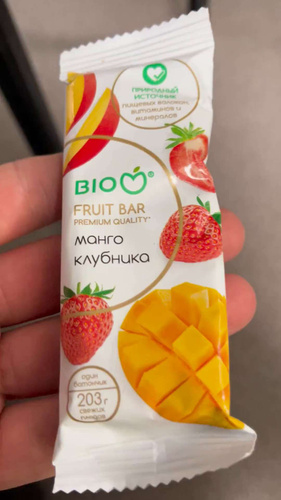 ПРИРОДНЫЙ
ИСТОЧНИК
пищевых волокон,
витаминов и
минералов
BIO®
FRUIT BAR
PREMIUM QUALITY*
манго
клубника
один
батончик
203 г
свежих
плодов